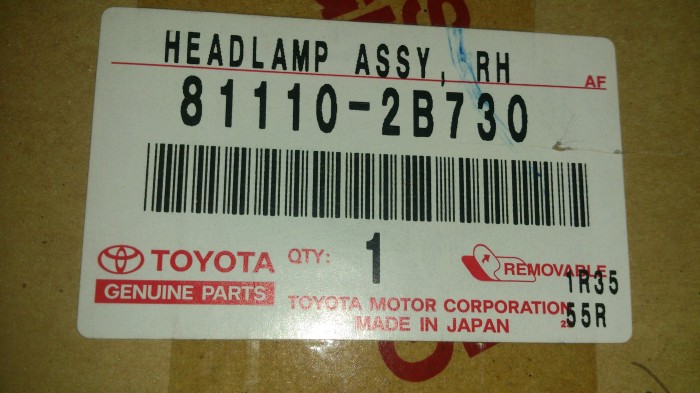 HEADLAMP ASSY, RH
AF
81110-2B730
TOYOTA
GENUINE PARTS
QTY: 1
REMOVABLE
1R35
55R
TOYOTA MOTOR CORPORATION
MADE IN JAPAN